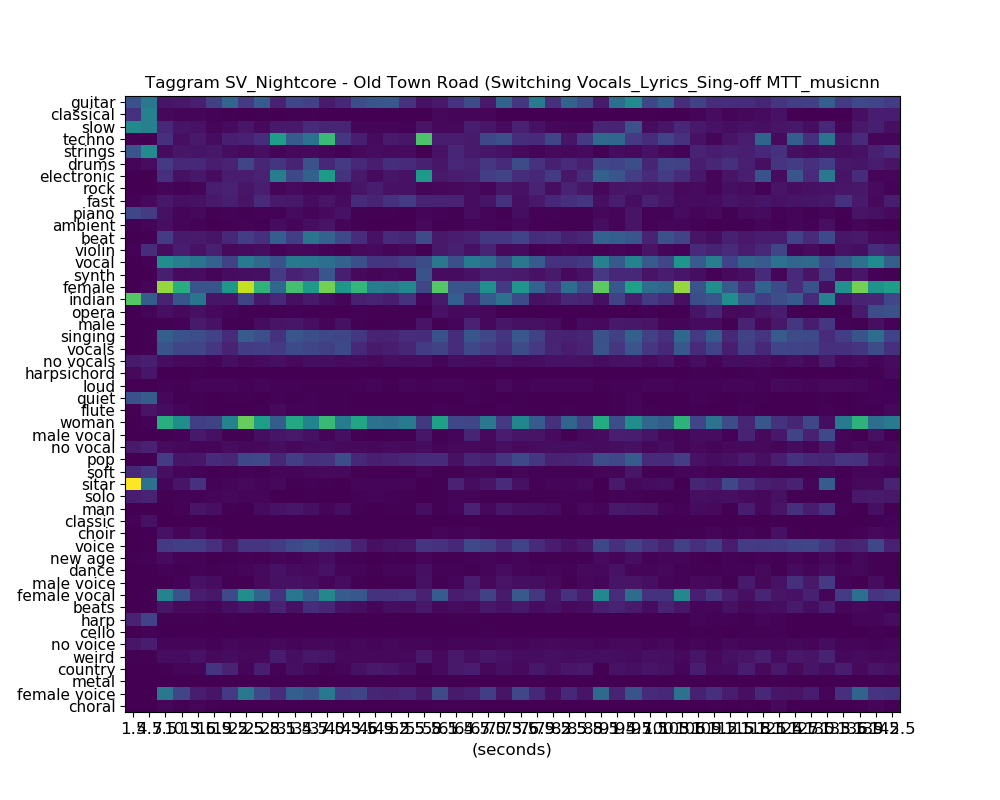 Taggram SV_Nightcore - Old Town Road (Switching Vocals_Lyrics_Sing-off MTT_musicnn
guitar
classical
slow
techno
strings
drums
electronic
rock
fast
piano
ambient
beat
violin
vocal
synth
female
indian
opera
male
singing
vocals
no vocals
harpsichord
loud
quiet
flute
woman
male vocal
no vocal
pop
soft
sitar
solo
man
classic
choir
voice
new age
dance
male voice
female vocal
beats
harp
cello
no voice
weird
country
metal
female voice
choral
(seconds)